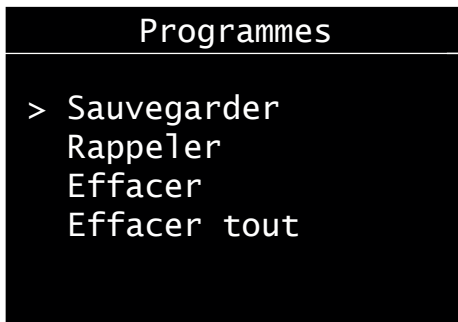 Programmes
> Sauvegarder
Rappeler
Effacer
Effacer tout